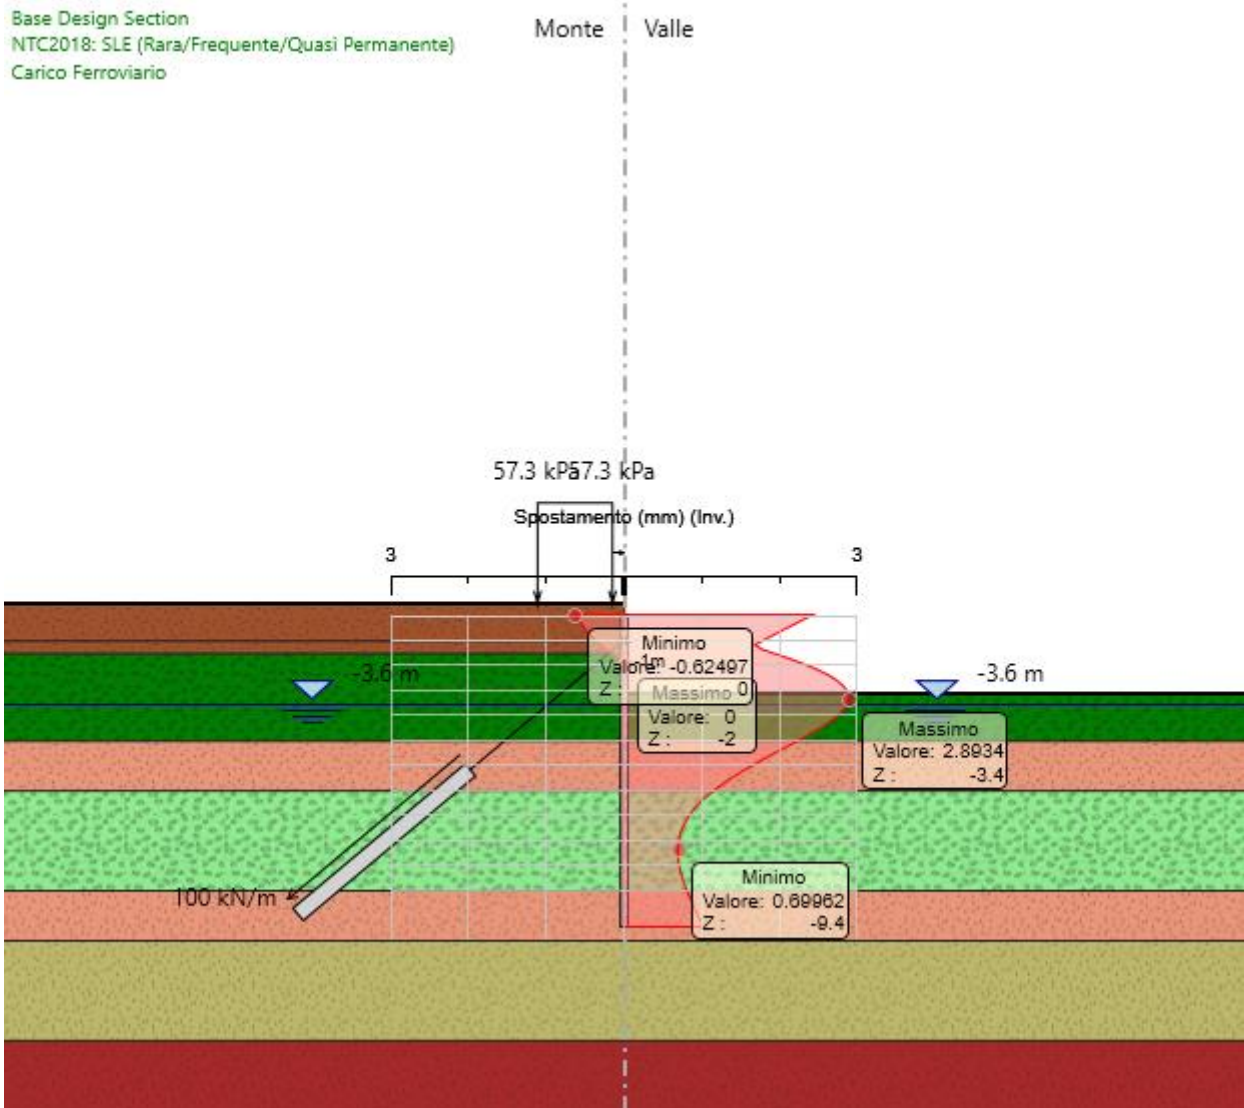 Base Design Section
NTC2018: SLE (Rara/Frequente/Quasi Permanente)
Carico Ferroviario
Monte
Valle
57.3 kPa
57.3 kPa
Spostamento (mm) (Inv.)
3
3
Minimo
Valore: -0.62497
Z : 0
-1m
Massimo
Valore: 0
Z : -2
-3.6 m
-3.6 m
Massimo
Valore: 2.8934
Z : -3.4
Minimo
Valore: 0.69962
Z : -9.4
100 kN/m